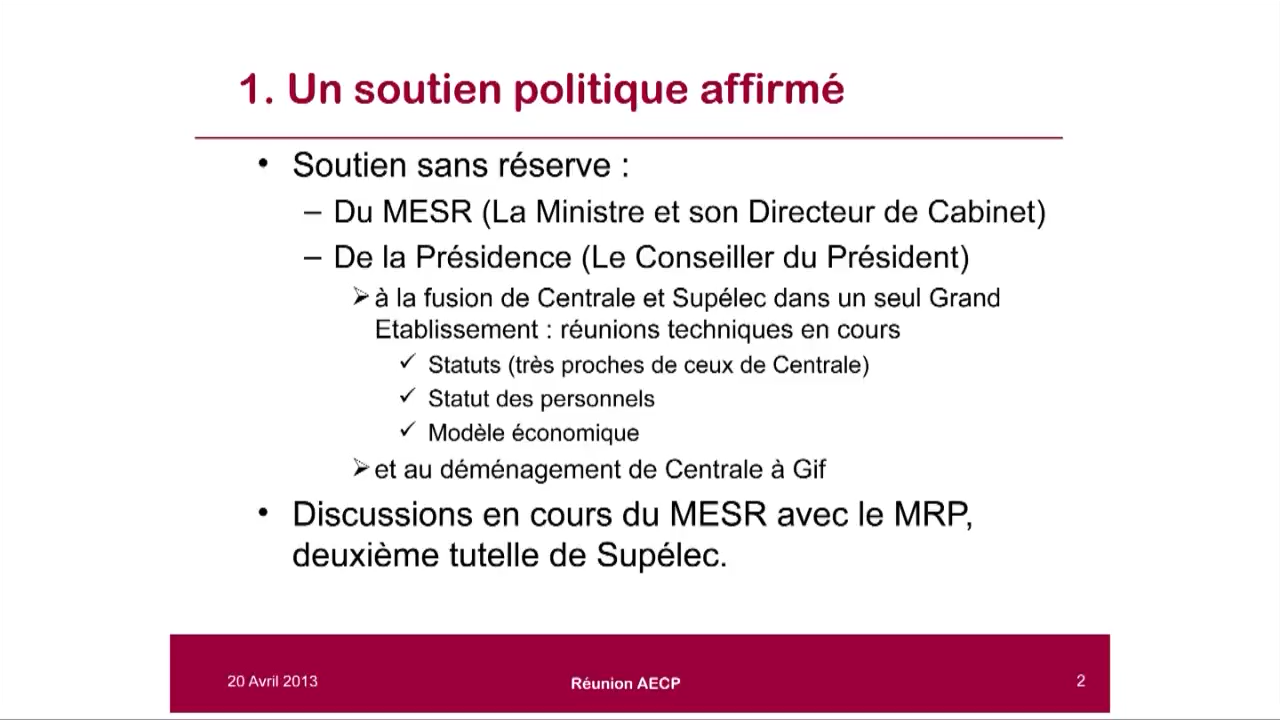 1. Un soutien politique affirmé
• Soutien sans réserve :
– Du MESR (La Ministre et son Directeur de Cabinet)
– De la Présidence (Le Conseiller du Président)
➢ à la fusion de Centrale et Supélec dans un seul Grand
Etablissement : réunions techniques en cours
✓ Statuts (très proches de ceux de Centrale)
✓ Statut des personnels
✓ Modèle économique
➢ et au déménagement de Centrale à Gif
• Discussions en cours du MESR avec le MRP,
deuxième tutelle de Supélec.
20 Avril 2013
Réunion AECP
2